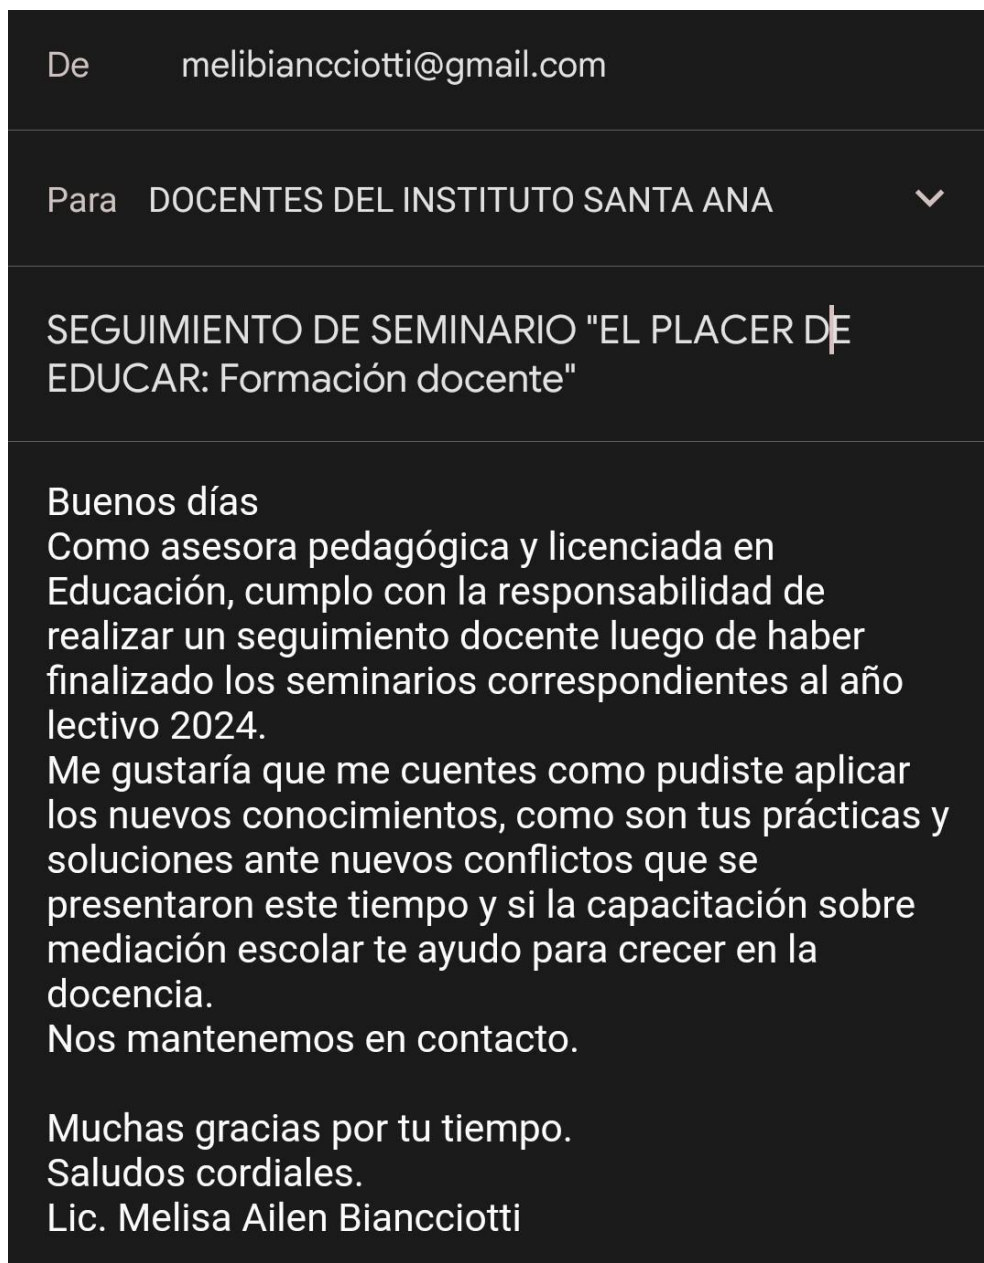 De melibiancciotti@gmail.com
Para DOCENTES DEL INSTITUTO SANTA ANA
SEGUIMIENTO DE SEMINARIO "EL PLACER DE
EDUCAR: Formación docente"
Buenos días
Como asesora pedagógica y licenciada en
Educación, cumplo con la responsabilidad de
realizar un seguimiento docente luego de haber
finalizado los seminarios correspondientes al año
lectivo 2024.
Me gustaría que me cuentes como pudiste aplicar
los nuevos conocimientos, como son tus prácticas y
soluciones ante nuevos conflictos que se
presentaron este tiempo y si la capacitación sobre
mediación escolar te ayudo para crecer en la
docencia.
Nos mantenemos en contacto.
Muchas gracias por tu tiempo.
Saludos cordiales.
Lic. Melisa Ailen Biancciotti